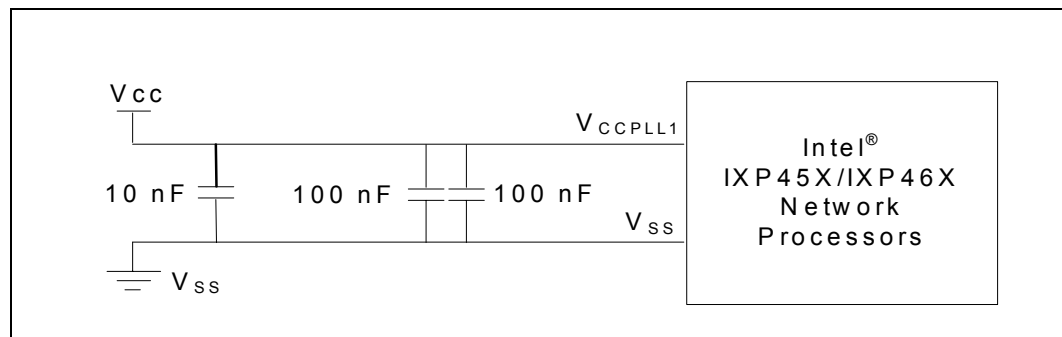 Vcc
VCCPLL1
10 nF
100 nF
100 nF
VSS
VSS
Intel®
IXP45X/IXP46X
Network
Processors